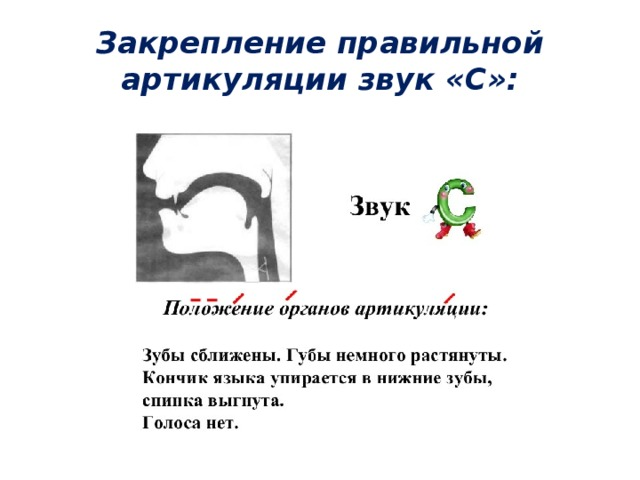 Закрепление правильной
артикуляции звук «С»:
Звук С
Положение органов артикуляции:
Зубы сближены. Губы немного растянуты.
Кончик языка упирается в нижние зубы,
спинка выгнута.
Голоса нет.